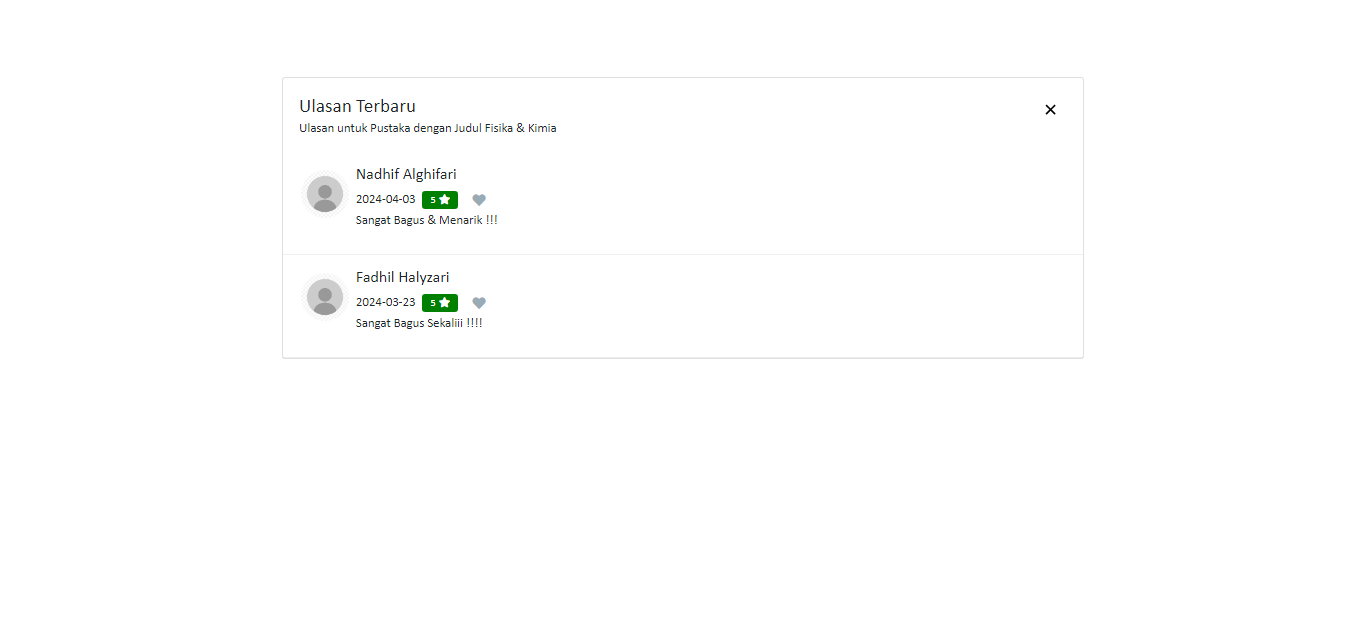 Ulasan Terbaru
Ulasan untuk Pustaka dengan Judul Fisika & Kimia
Nadhif Alghifari
2024-04-03 5
Sangat Bagus & Menarik !!!
Fadhil Halyzari
2024-03-23 5
Sangat Bagus Sekaliii !!!!